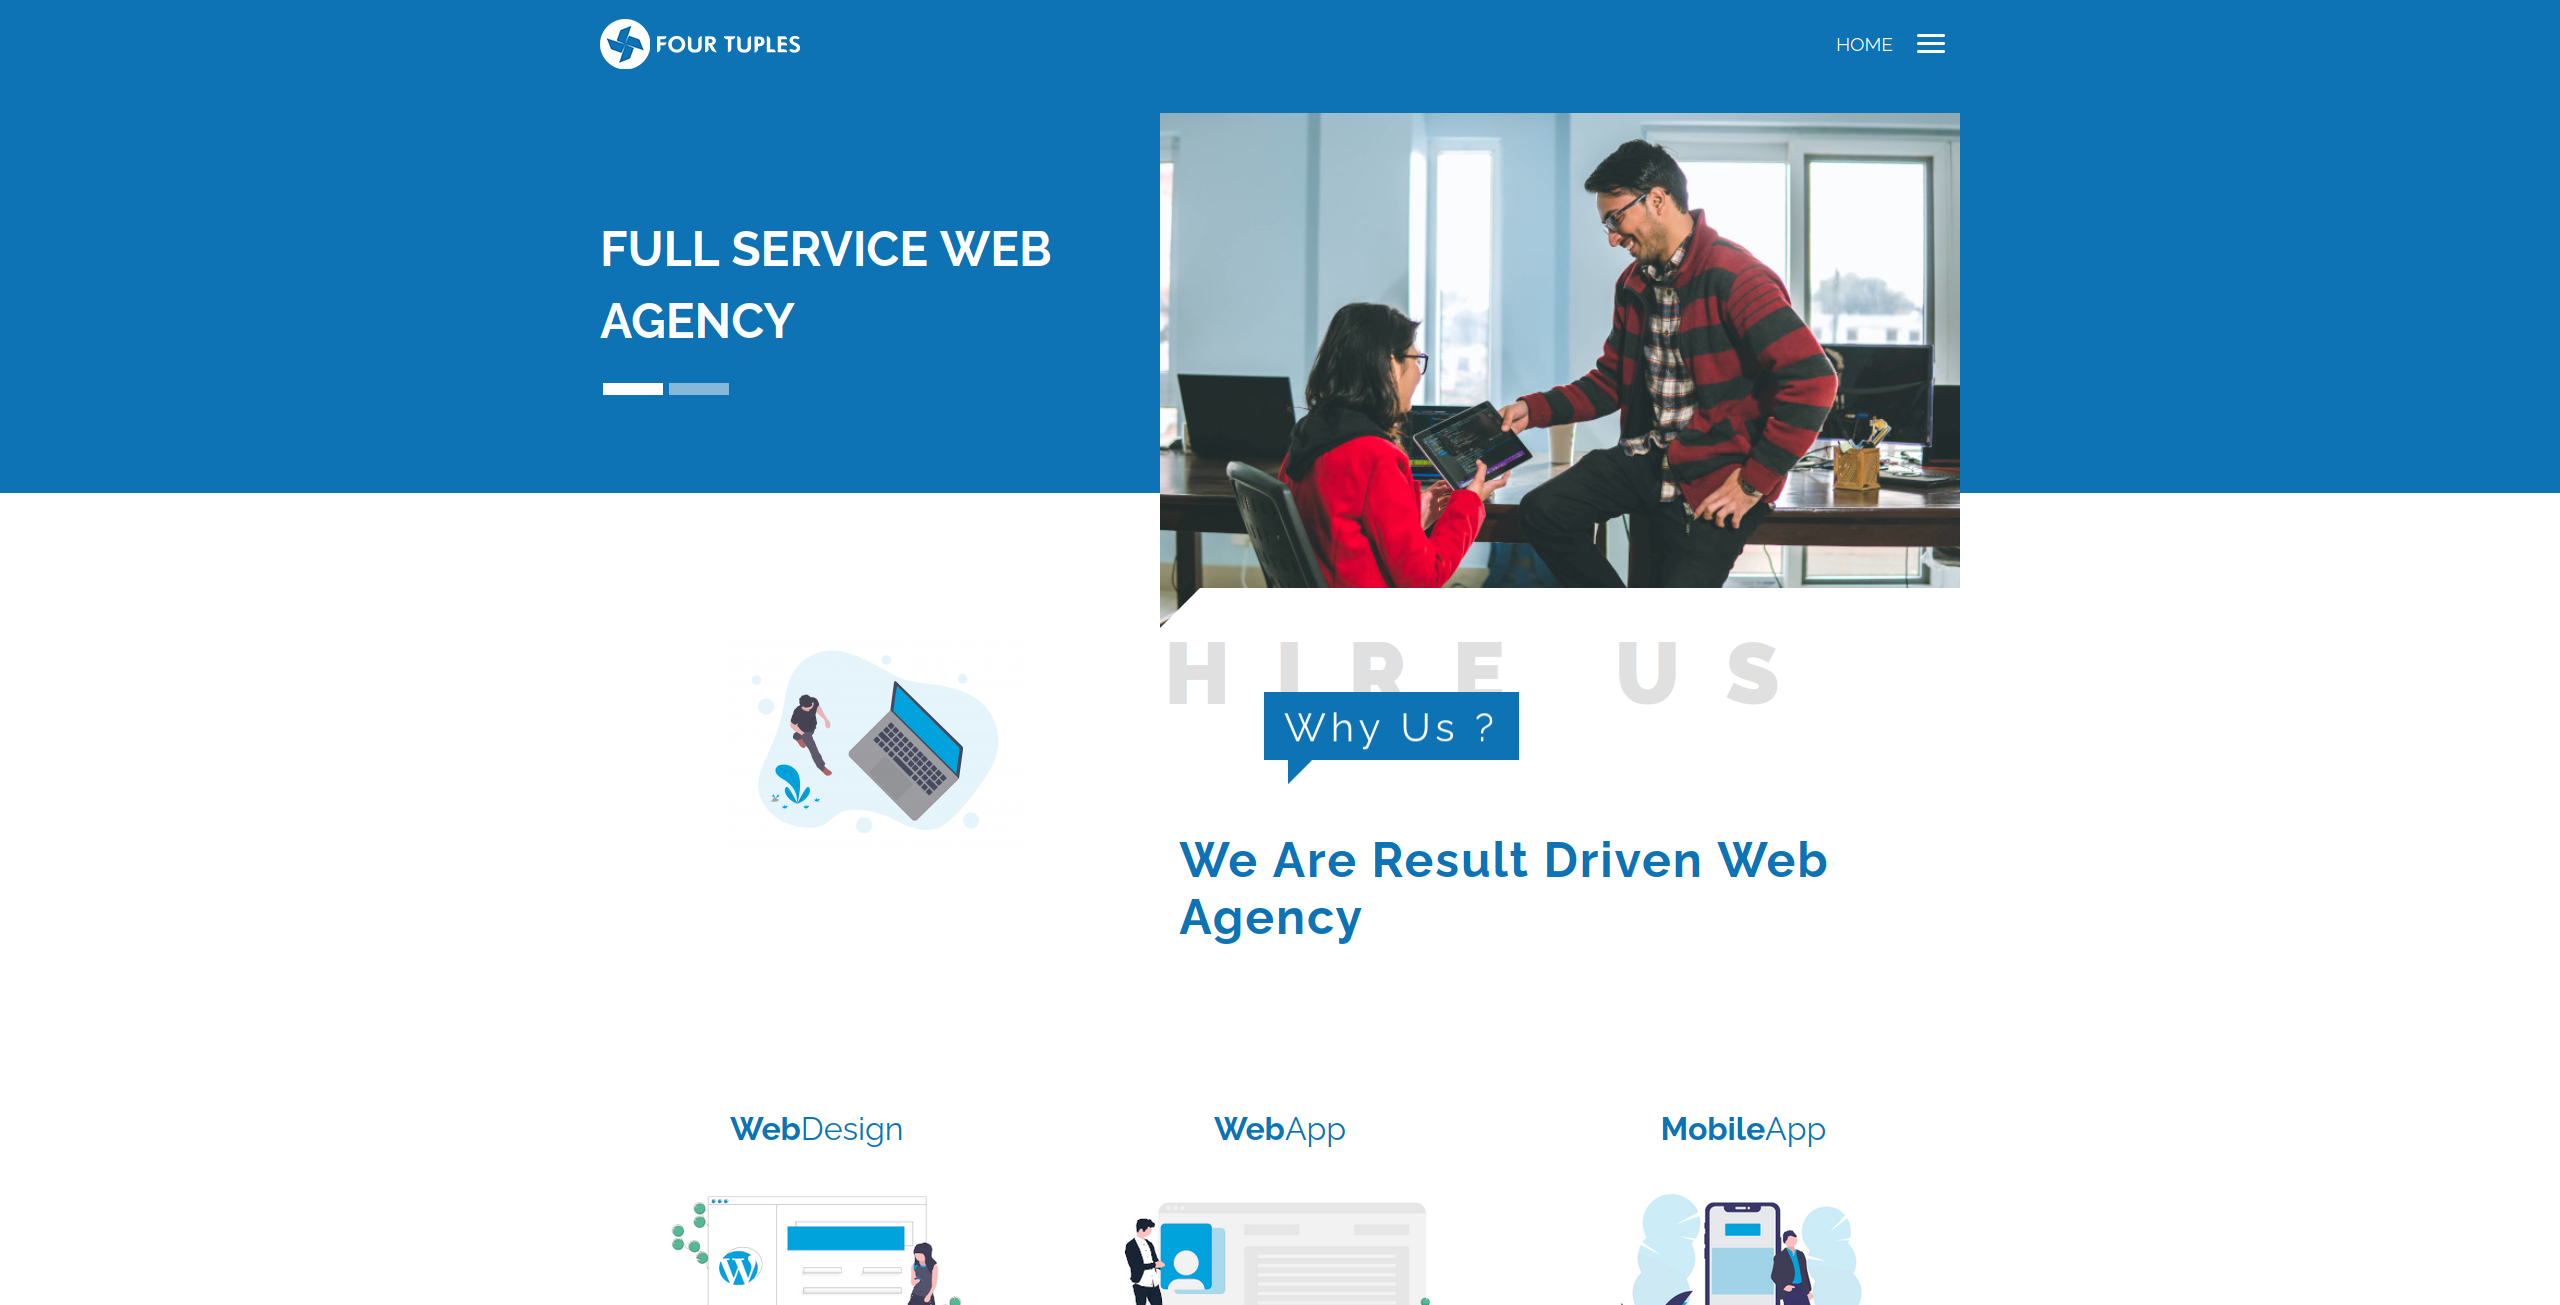 FOUR TUPLES
HOME
FULL SERVICE WEB
AGENCY
HIRE US
Why Us ?
We Are Result Driven Web
Agency
WebDesign
WebApp
MobileApp